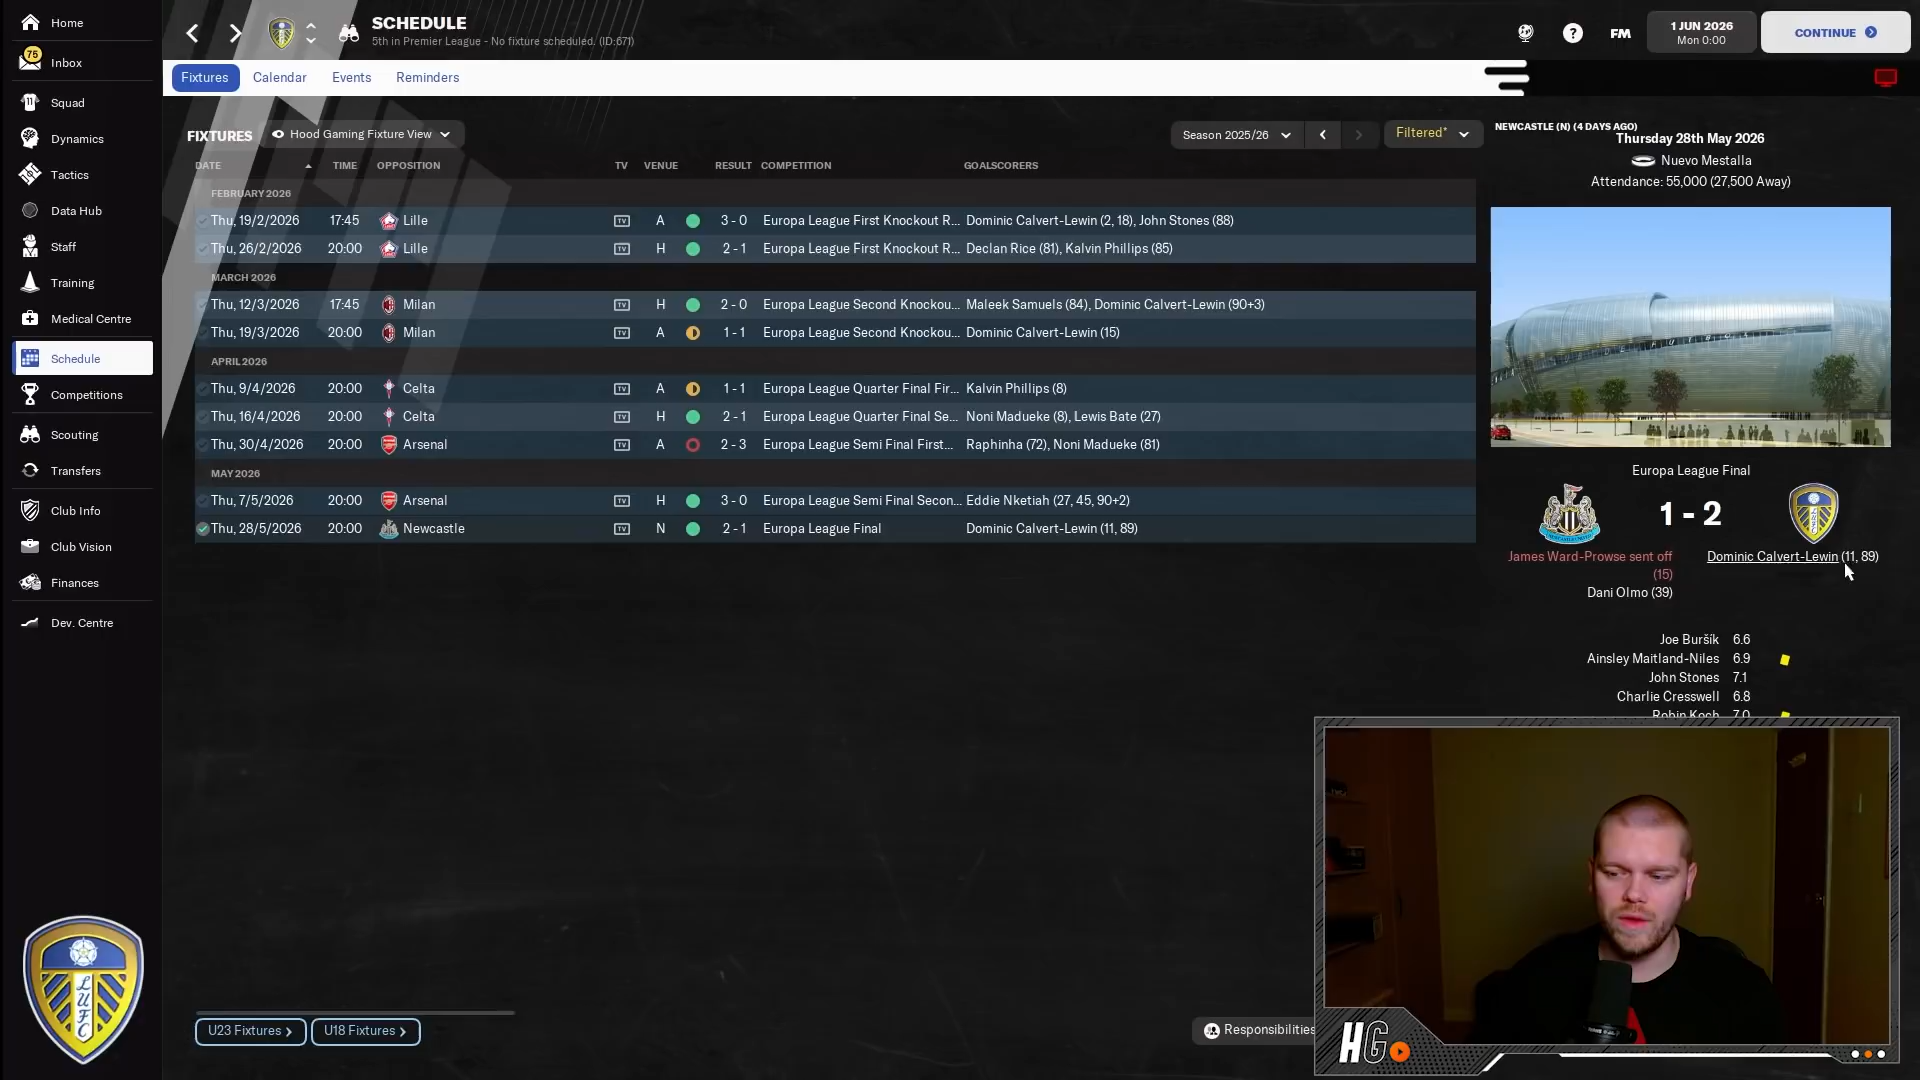 Home
75
Inbox
Squad
Dynamics
Tactics
Data Hub
Staff
Training
Medical Centre
Schedule
Competitions
Scouting
Transfers
Club Info
Club Vision
Finances
Dev. Centre
LUFC
SCHEDULE
5th in Premier League - No fixture scheduled. (ID:671)
?
FM
1 JUN 2026
Mon 0:00
CONTINUE
Fixtures
Calendar
Events
Reminders
FIXTURES
Hood Gaming Fixture View
Season 2025/26
Filtered*
DATE TIME OPPOSITION TV VENUE RESULT COMPETITION GOALSCORERS
FEBRUARY 2026
Thu, 19/2/2026 17:45 Lille TV A 3 - 0 Europa League First Knockout R... Dominic Calvert-Lewin (2, 18), John Stones (88)
Thu, 26/2/2026 20:00 Lille TV H 2 - 1 Europa League First Knockout R... Declan Rice (81), Kalvin Phillips (85)
MARCH 2026
Thu, 12/3/2026 17:45 Milan TV H 2 - 0 Europa League Second Knockou... Maleek Samuels (84), Dominic Calvert-Lewin (90+3)
Thu, 19/3/2026 20:00 Milan TV A 1 - 1 Europa League Second Knockou... Dominic Calvert-Lewin (15)
APRIL 2026
Thu, 9/4/2026 20:00 Celta TV A 1 - 1 Europa League Quarter Final Fir... Kalvin Phillips (8)
Thu, 16/4/2026 20:00 Celta TV H 2 - 1 Europa League Quarter Final Se... Noni Madueke (8), Lewis Bate (27)
Thu, 30/4/2026 20:00 Arsenal TV A 2 - 3 Europa League Semi Final First... Raphinha (72), Noni Madueke (81)
MAY 2026
Thu, 7/5/2026 20:00 Arsenal TV H 3 - 0 Europa League Semi Final Secon... Eddie Nketiah (27, 45, 90+2)
Thu, 28/5/2026 20:00 Newcastle TV N 2 - 1 Europa League Final Dominic Calvert-Lewin (11, 89)
U23 Fixtures
U18 Fixtures
Responsibilities
NEWCASTLE (N) (4 DAYS AGO)
Thursday 28th May 2026
Nuevo Mestalla
Attendance: 55,000 (27,500 Away)
Europa League Final
1 - 2
James Ward-Prowse sent off
(15)
Dani Olmo (39)
Dominic Calvert-Lewin (11, 89)
Joe Buršík 6.6
Ainsley Maitland-Niles 6.9
John Stones 7.1
Charlie Cresswell 6.8
Robin Koch 7.0
HG